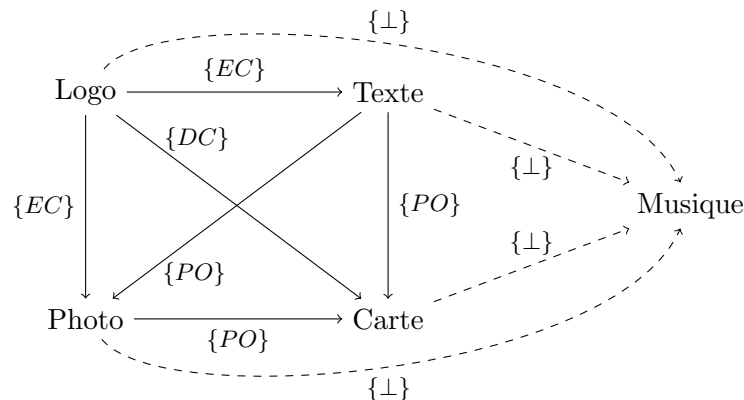 {⊥}
{EC}
Logo
Texte
{DC}
{⊥}
{EC}
{PO}
Musique
{⊥}
{PO}
Photo
Carte
{PO}
{⊥}